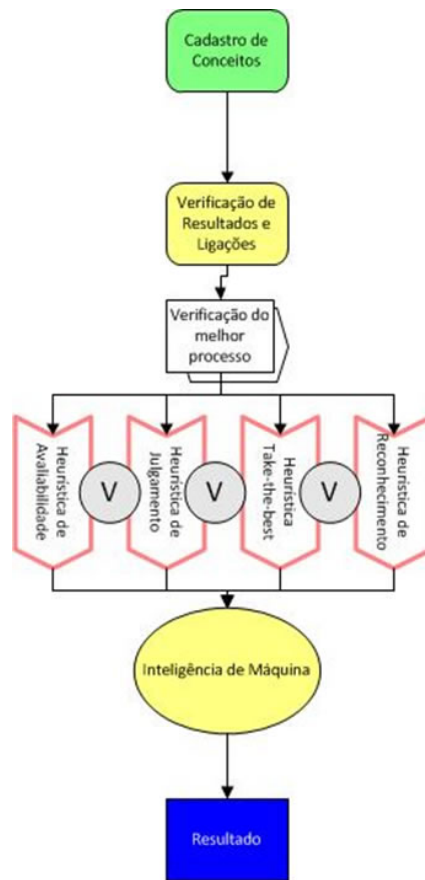 Cadastro de
Conceitos
Verificação de
Resultados e
Ligações
Verificação do
melhor
processo
Heurística de
Avaliabilidade
V
Heurística de
Julgamento
V
Heurística
Take-the-best
V
Heurística de
Reconhecimento
Inteligência de Máquina
Resultado